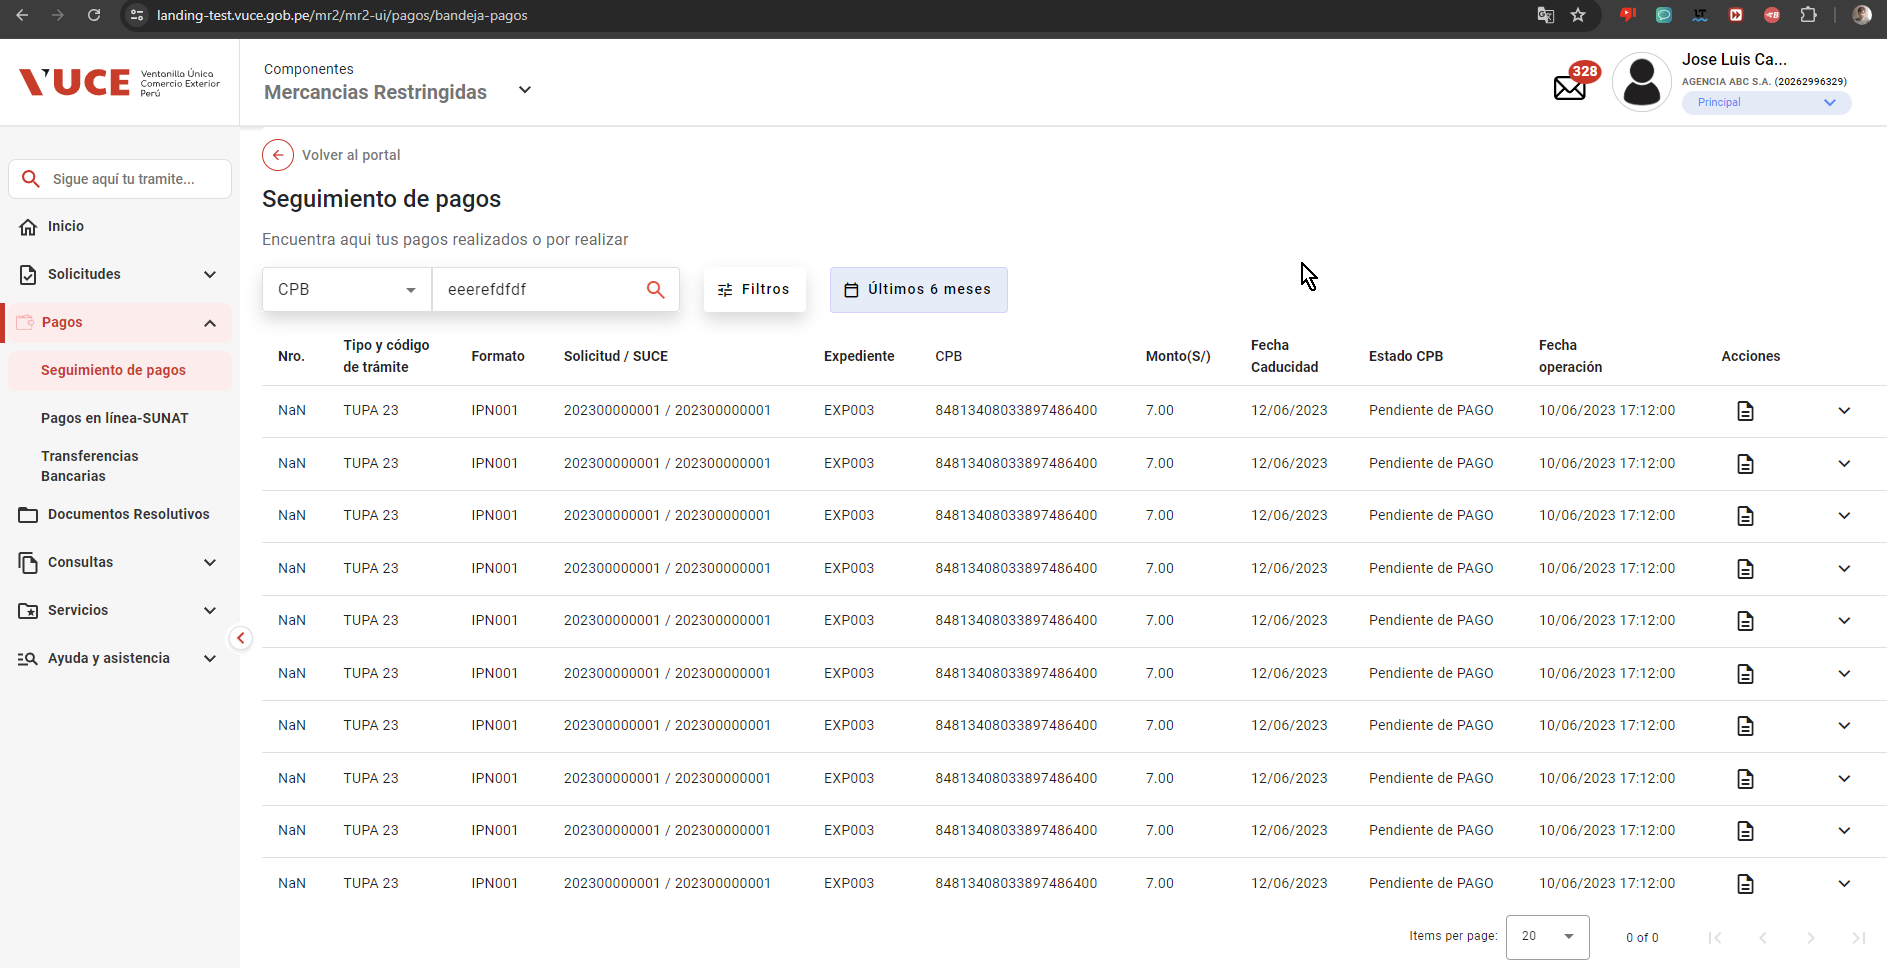 landing-test.vuce.gob.pe/mr2/mr2-ui/pagos/bandeja-pagos
VUCE
Ventanilla Única
Comercio Exterior
Perú
Componentes
Mercancias Restringidas
328
Jose Luis Ca...
AGENCIA ABC S.A. (20262996329)
Principal
Sigue aquí tu tramite...
Inicio
Solicitudes
Pagos
Seguimiento de pagos
Pagos en línea-SUNAT
Transferencias
Bancarias
Documentos Resolutivos
Consultas
Servicios
Ayuda y asistencia
Volver al portal
Seguimiento de pagos
Encuentra aqui tus pagos realizados o por realizar
CPB eeerefdfdf Filtros Últimos 6 meses
Nro. Tipo y código de trámite Formato Solicitud / SUCE Expediente CPB Monto(S/) Fecha Caducidad Estado CPB Fecha operación Acciones
NaN TUPA 23 IPN001 202300000001 / 202300000001 EXP003 84813408033897486400 7.00 12/06/2023 Pendiente de PAGO 10/06/2023 17:12:00
NaN TUPA 23 IPN001 202300000001 / 202300000001 EXP003 84813408033897486400 7.00 12/06/2023 Pendiente de PAGO 10/06/2023 17:12:00
NaN TUPA 23 IPN001 202300000001 / 202300000001 EXP003 84813408033897486400 7.00 12/06/2023 Pendiente de PAGO 10/06/2023 17:12:00
NaN TUPA 23 IPN001 202300000001 / 202300000001 EXP003 84813408033897486400 7.00 12/06/2023 Pendiente de PAGO 10/06/2023 17:12:00
NaN TUPA 23 IPN001 202300000001 / 202300000001 EXP003 84813408033897486400 7.00 12/06/2023 Pendiente de PAGO 10/06/2023 17:12:00
NaN TUPA 23 IPN001 202300000001 / 202300000001 EXP003 84813408033897486400 7.00 12/06/2023 Pendiente de PAGO 10/06/2023 17:12:00
NaN TUPA 23 IPN001 202300000001 / 202300000001 EXP003 84813408033897486400 7.00 12/06/2023 Pendiente de PAGO 10/06/2023 17:12:00
NaN TUPA 23 IPN001 202300000001 / 202300000001 EXP003 84813408033897486400 7.00 12/06/2023 Pendiente de PAGO 10/06/2023 17:12:00
NaN TUPA 23 IPN001 202300000001 / 202300000001 EXP003 84813408033897486400 7.00 12/06/2023 Pendiente de PAGO 10/06/2023 17:12:00
NaN TUPA 23 IPN001 202300000001 / 202300000001 EXP003 84813408033897486400 7.00 12/06/2023 Pendiente de PAGO 10/06/2023 17:12:00
Items per page: 20 0 of 0